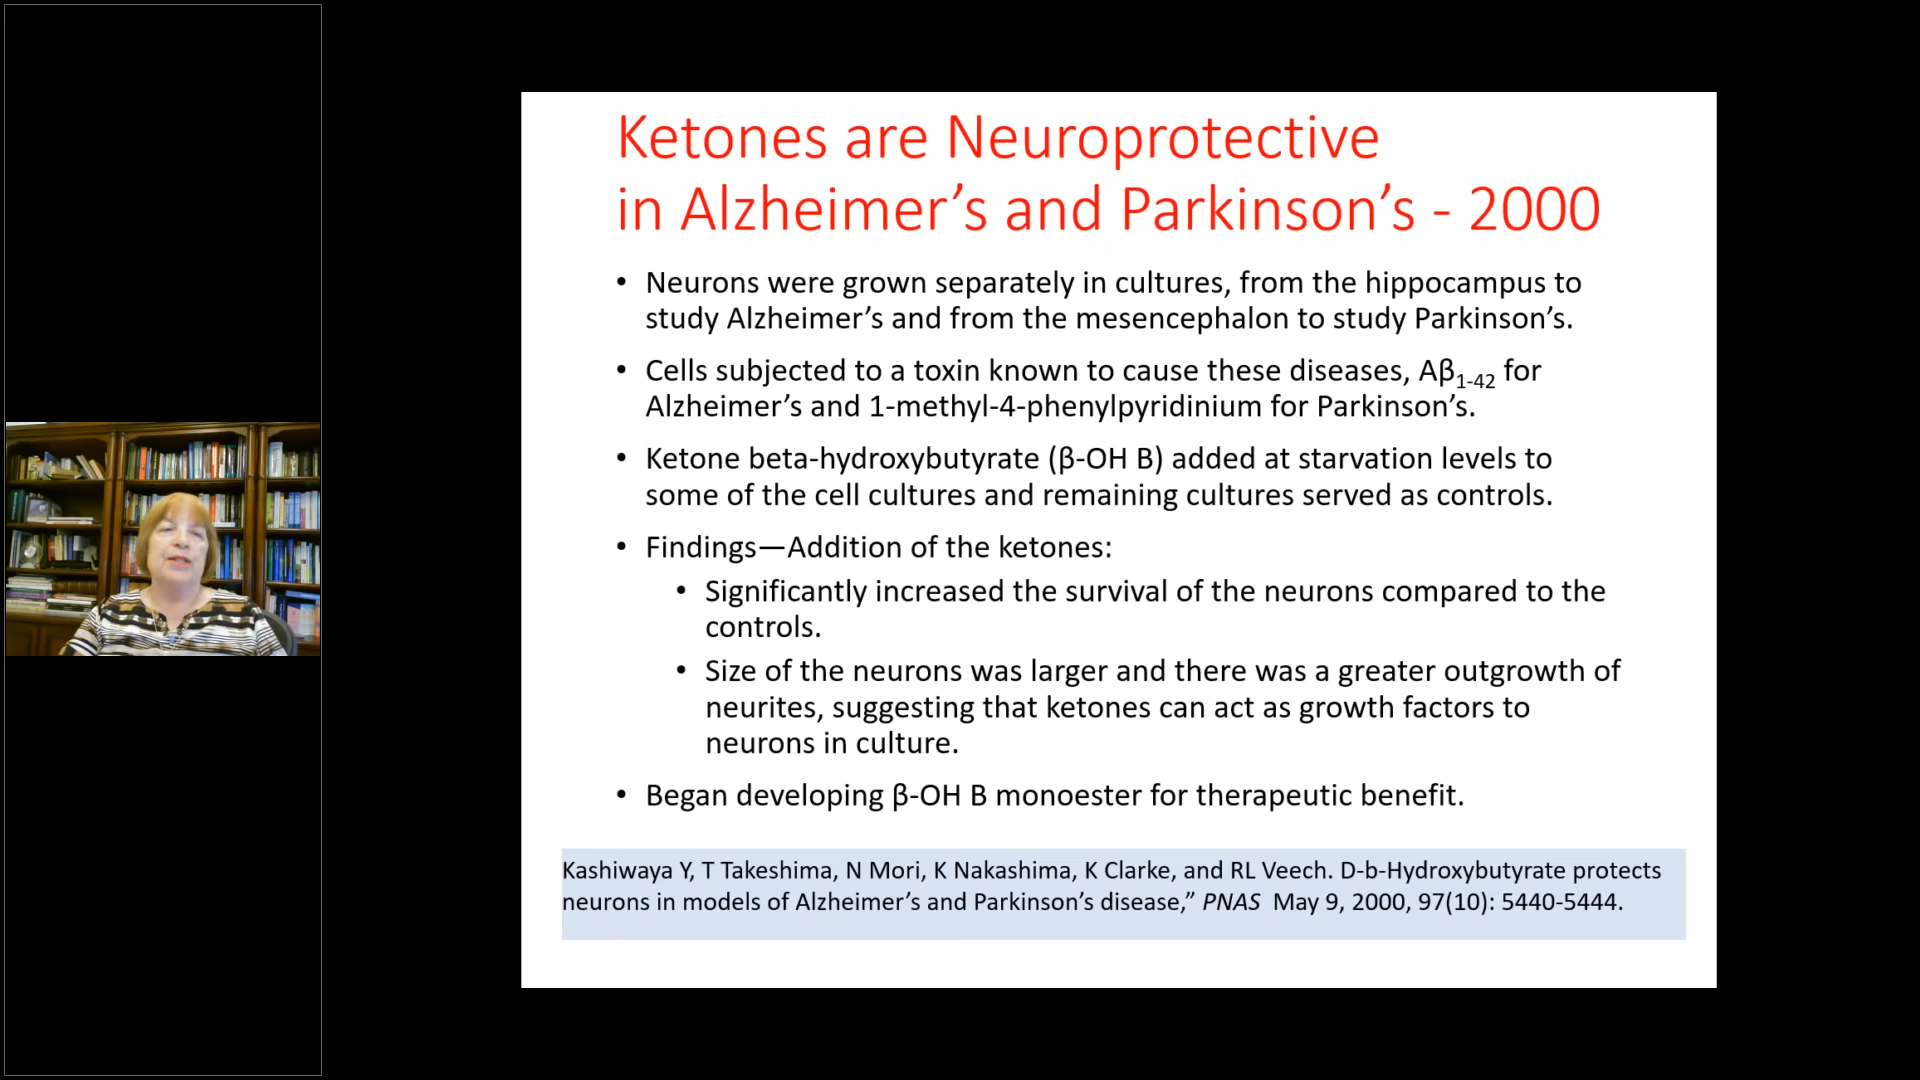 Ketones are Neuroprotective
in Alzheimer’s and Parkinson’s - 2000
• Neurons were grown separately in cultures, from the hippocampus to
study Alzheimer’s and from the mesencephalon to study Parkinson’s.
• Cells subjected to a toxin known to cause these diseases, Aβ1-42 for
Alzheimer’s and 1-methyl-4-phenylpyridinium for Parkinson’s.
• Ketone beta-hydroxybutyrate (β-OH B) added at starvation levels to
some of the cell cultures and remaining cultures served as controls.
• Findings—Addition of the ketones:
• Significantly increased the survival of the neurons compared to the
controls.
• Size of the neurons was larger and there was a greater outgrowth of
neurites, suggesting that ketones can act as growth factors to
neurons in culture.
• Began developing β-OH B monoester for therapeutic benefit.
Kashiwaya Y, T Takeshima, N Mori, K Nakashima, K Clarke, and RL Veech. D-b-Hydroxybutyrate protects
neurons in models of Alzheimer’s and Parkinson’s disease,” PNAS May 9, 2000, 97(10): 5440-5444.